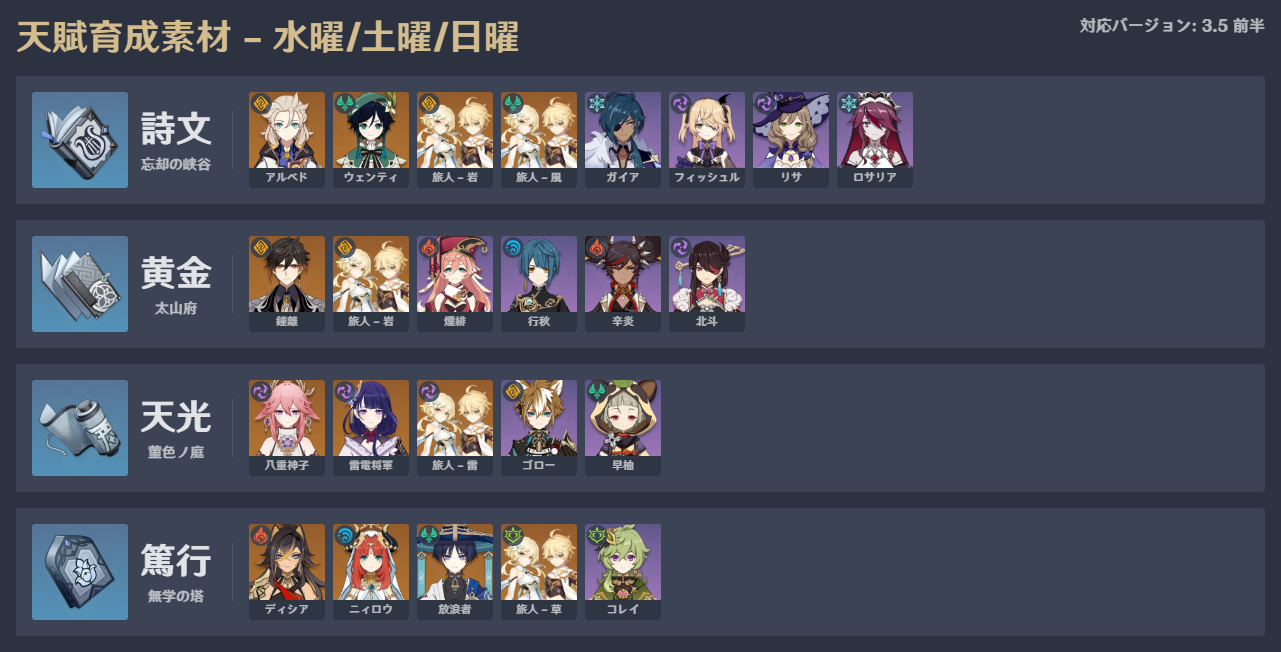 天賦育成素材 – 水曜/土曜/日曜
対応バージョン: 3.5 前半
詩文
忘却の峡谷
アルベド
ウェンティ
旅人 – 岩
旅人 – 風
ガイア
フィッシュル
リサ
ロサリア
黄金
太山府
鍾離
旅人 – 岩
煙緋
行秋
辛炎
北斗
天光
菫色ノ庭
八重神子
雷電将軍
旅人 – 雷
ゴロー
早柚
篤行
無学の塔
ディシア
ニィロウ
放浪者
旅人 – 草
コレイ